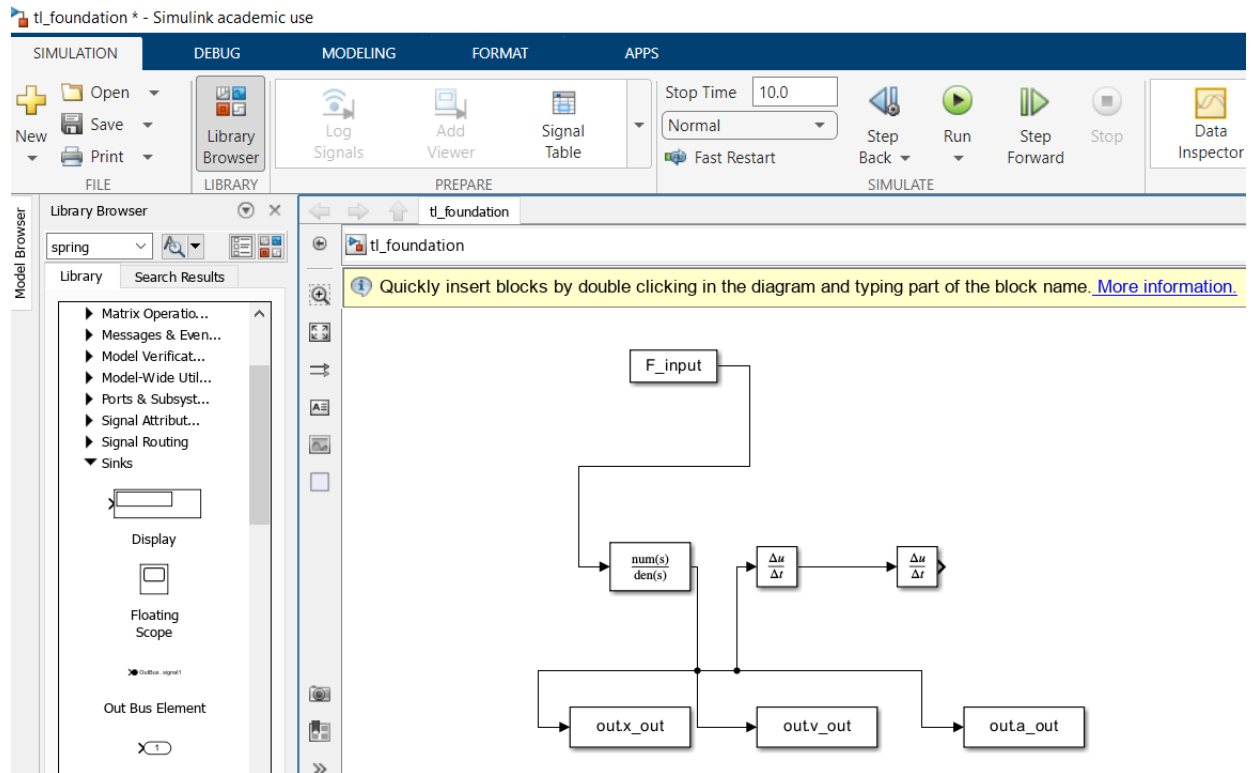 tl_foundation * - Simulink academic use
SIMULATION DEBUG MODELING FORMAT APPS
New
Open
Save
Print
FILE
Library Browser
LIBRARY
Log Signals
Add Viewer
Signal Table
PREPARE
Stop Time 10.0
Normal
Fast Restart
Step Back
Run
Step Forward
Stop
SIMULATE
Data Inspector
Model Browser
Library Browser
spring
Library Search Results
Matrix Operatio...
Messages & Even...
Model Verificat...
Model-Wide Util...
Ports & Subsyst...
Signal Attribut...
Signal Routing
Sinks
Display
Floating
Scope
OutBus.signal1
Out Bus Element
1
tl_foundation
tl_foundation
Quickly insert blocks by double clicking in the diagram and typing part of the block name. More information.
F_input
num(s)
den(s)
Δu
Δt
Δu
Δt
out.x_out
out.v_out
out.a_out